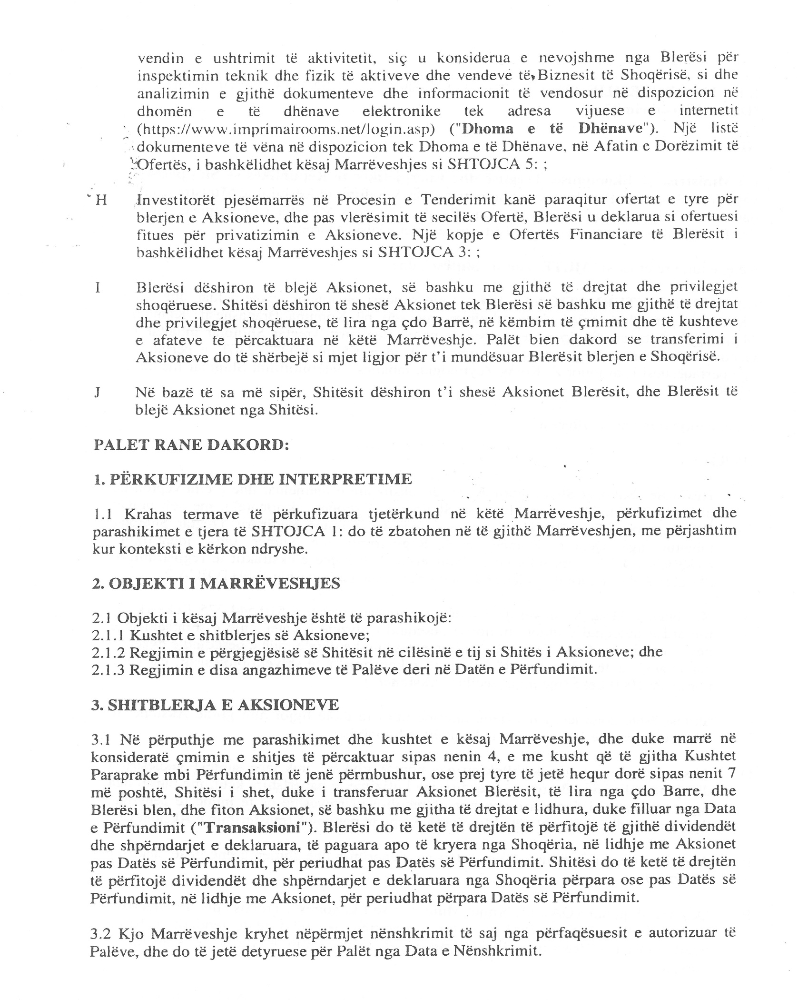 vendin e ushtrimit të aktivitetit, siç u konsiderua e nevojshme nga Blerësi për
inspektimin teknik dhe fizik të aktiveve dhe vendeve të Biznesit të Shoqërisë, si dhe
analizimin e gjithë dokumenteve dhe informacionit të vendosur në dispozicion në
dhomën e të dhënave elektronike tek adresa vijuese e internetit
(https://www.imprimairooms.net/login.asp) ("Dhoma e të Dhënave"). Një listë
dokumenteve të vëna në dispozicion tek Dhoma e të Dhënave, në Afatin e Dorëzimit të
Ofertës, i bashkëlidhet kësaj Marrëveshjes si SHTOJCA 5: ;
H Investitorët pjesëmarrës në Procesin e Tenderimit kanë paraqitur ofertat e tyre për
blerjen e Aksioneve, dhe pas vlerësimit të secilës Ofertë, Blerësi u deklarua si ofertuesi
fitues për privatizimin e Aksioneve. Një kopje e Ofertës Financiare të Blerësit i
bashkëlidhet kësaj Marrëveshjes si SHTOJCA 3: ;
I Blerësi dëshiron të blejë Aksionet, së bashku me gjithë të drejtat dhe privilegjet
shoqëruese. Shitësi dëshiron të shesë Aksionet tek Blerësi së bashku me gjithë të drejtat
dhe privilegjet shoqëruese, të lira nga çdo Barrë, në këmbim të çmimit dhe të kushteve
e afateve te përcaktuara në këtë Marrëveshje. Palët bien dakord se transferimi i
Aksioneve do të shërbejë si mjet ligjor për t'i mundësuar Blerësit blerjen e Shoqërisë.
J Në bazë të sa më sipër, Shitësit dëshiron t'i shesë Aksionet Blerësit, dhe Blerësit të
blejë Aksionet nga Shitësi.
PALET RANE DAKORD:
1. PËRKUFIZIME DHE INTERPRETIME
1.1 Krahas termave të përkufizuara tjetërkund në këtë Marrëveshje, përkufizimet dhe
parashikimet e tjera të SHTOJCA 1: do të zbatohen në të gjithë Marrëveshjen, me përjashtim
kur konteksti e kërkon ndryshe.
2. OBJEKTI I MARRËVESHJES
2.1 Objekti i kësaj Marrëveshje është të parashikojë:
2.1.1 Kushtet e shitblerjes së Aksioneve;
2.1.2 Regjimin e përgjegjësisë së Shitësit në cilësinë e tij si Shitës i Aksioneve; dhe
2.1.3 Regjimin e disa angazhimeve të Palëve deri në Datën e Përfundimit.
3. SHITBLERJA E AKSIONEVE
3.1 Në përputhje me parashikimet dhe kushtet e kësaj Marrëveshje, dhe duke marrë në
konsideratë çmimin e shitjes të përcaktuar sipas nenin 4, e me kusht që të gjitha Kushtet
Paraprake mbi Përfundimin të jenë përmbushur, ose prej tyre të jetë hequr dorë sipas nenit 7
më poshtë, Shitësi i shet, duke i transferuar Aksionet Blerësit, të lira nga çdo Barre, dhe
Blerësi blen, dhe fiton Aksionet, së bashku me gjitha të drejtat e lidhura, duke filluar nga Data
e Përfundimit ("Transaksioni"). Blerësi do të ketë të drejtën të përfitojë të gjithë dividendët
dhe shpërndarjet e deklaruara, të paguara apo të kryera nga Shoqëria, në lidhje me Aksionet
pas Datës së Përfundimit, për periudhat pas Datës së Përfundimit. Shitësi do të ketë të drejtën
të përfitojë dividendët dhe shpërndarjet e deklaruara nga Shoqëria përpara ose pas Datës së
Përfundimit, në lidhje me Aksionet, për periudhat përpara Datës së Përfundimit.
3.2 Kjo Marrëveshje kryhet nëpërmjet nënshkrimit të saj nga përfaqësuesit e autorizuar të
Palëve, dhe do të jetë detyruese për Palët nga Data e Nënshkrimit.